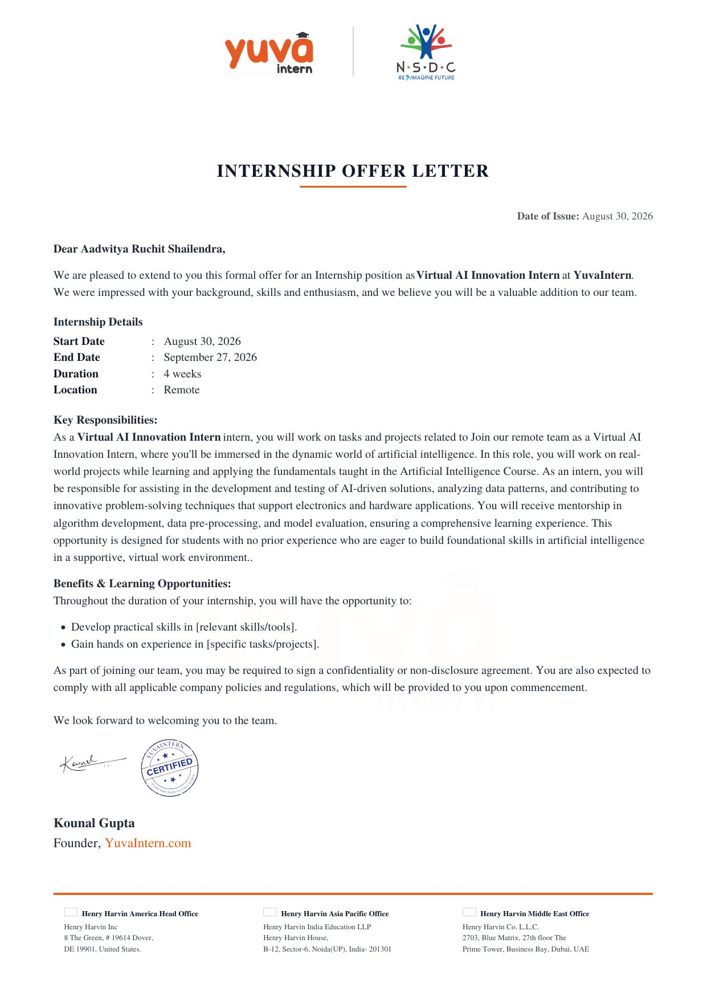 yuva
intern
N·S·D·C
RE IMAGINE FUTURE
INTERNSHIP OFFER LETTER
Date of Issue: August 30, 2026
Dear Aadwitya Ruchit Shailendra,
We are pleased to extend to you this formal offer for an Internship position as Virtual AI Innovation Intern at YuvaIntern.
We were impressed with your background, skills and enthusiasm, and we believe you will be a valuable addition to our team.
Internship Details
Start Date : August 30, 2026
End Date : September 27, 2026
Duration : 4 weeks
Location : Remote
Key Responsibilities:
As a Virtual AI Innovation Intern intern, you will work on tasks and projects related to Join our remote team as a Virtual AI
Innovation Intern, where you'll be immersed in the dynamic world of artificial intelligence. In this role, you will work on real-
world projects while learning and applying the fundamentals taught in the Artificial Intelligence Course. As an intern, you will
be responsible for assisting in the development and testing of AI-driven solutions, analyzing data patterns, and contributing to
innovative problem-solving techniques that support electronics and hardware applications. You will receive mentorship in
algorithm development, data pre-processing, and model evaluation, ensuring a comprehensive learning experience. This
opportunity is designed for students with no prior experience who are eager to build foundational skills in artificial intelligence
in a supportive, virtual work environment..
Benefits & Learning Opportunities:
Throughout the duration of your internship, you will have the opportunity to:
• Develop practical skills in [relevant skills/tools].
• Gain hands on experience in [specific tasks/projects].
As part of joining our team, you may be required to sign a confidentiality or non-disclosure agreement. You are also expected to
comply with all applicable company policies and regulations, which will be provided to you upon commencement.
We look forward to welcoming you to the team.
Kounal
YUVAINTERN
CERTIFIED
BY HENRY HARVIN EDUCATION
Kounal Gupta
Founder, YuvaIntern.com
Henry Harvin America Head Office
Henry Harvin Inc
8 The Green, # 19614 Dover,
DE 19901, United States.
Henry Harvin Asia Pacific Office
Henry Harvin India Education LLP
Henry Harvin House,
B-12, Sector-6, Noida(UP), India- 201301
Henry Harvin Middle East Office
Henry Harvin Co. L.L.C.
2703, Blue Matrix, 27th floor The
Prime Tower, Business Bay, Dubai, UAE